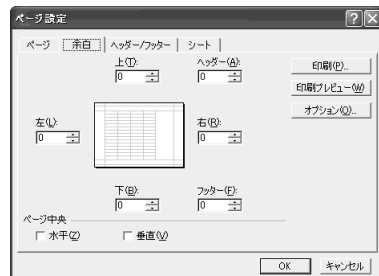 ページ設定
ページ 余白 ヘッダー/フッター シート
上(T): ヘッダー(A):
0 0
印刷(P)...
印刷プレビュー(W)
オプション(O)...
左(L): 右(R):
0 0
下(B): フッター(F):
0 0
ページ中央
水平(Z) 垂直(V)
OK キャンセル